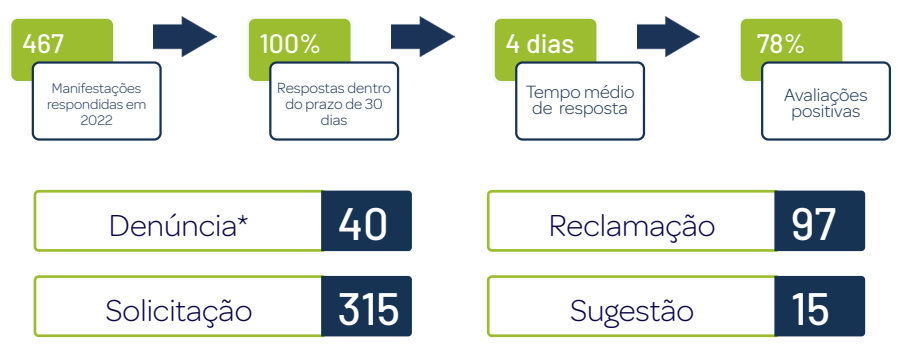 467
Manifestações
respondidas em
2022
100%
Respostas dentro
do prazo de 30
dias
4 dias
Tempo médio
de resposta
78%
Avaliações
positivas
Denúncia* 40
Reclamação 97
Solicitação 315
Sugestão 15